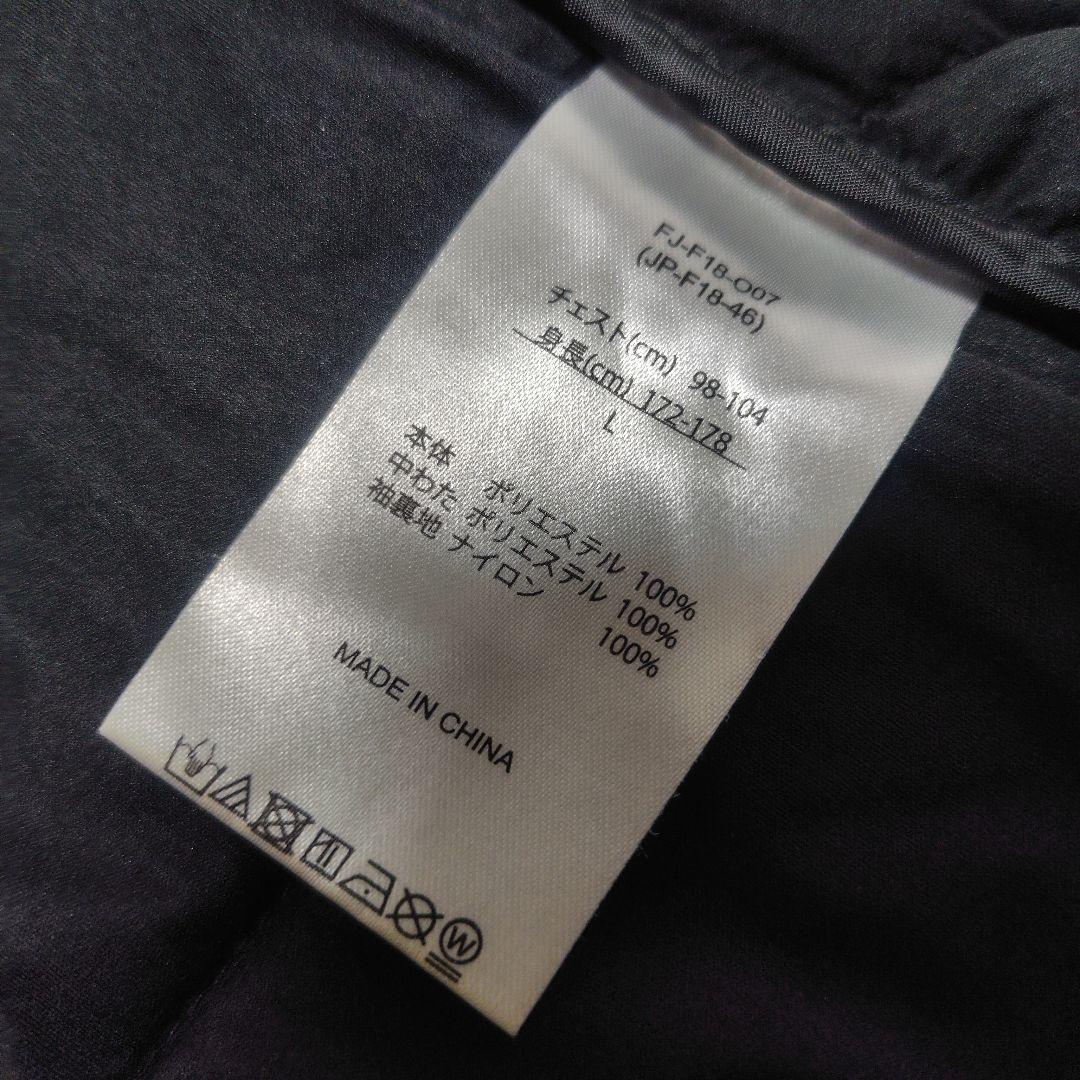 FJ-F18-O07
(JP-F18-46)
チェスト(cm) 98-104
身長(cm) 172-178
L
本体 ポリエステル 100%
中わた ポリエステル 100%
袖裏地 ナイロン 100%
MADE IN CHINA
W